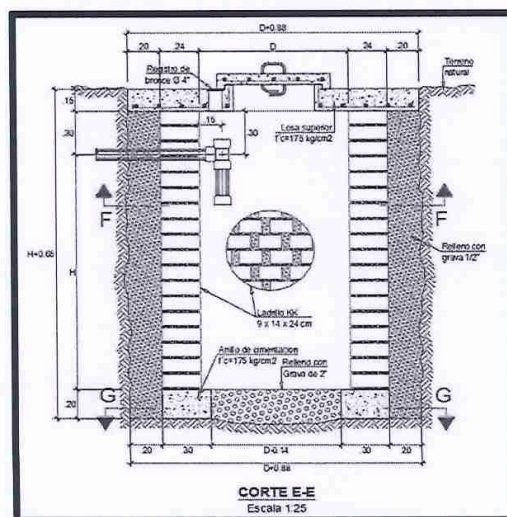 D+0.88
20 24 D 24 20
Registro de
bronce Ø 4"
Terreno
natural
.15
.15
.30
.30
Losa superior
f'c=175 kg/cm2
F F
H+0.65
H
Relleno con
grava 1/2"
Ladrillo KK
9 x 14 x 24 cm
Anillo de cimentacion
f'c=175 kg/cm2
Relleno con
Grava de 2"
G G
.20
.20 .30 D-0.14 .30 .20
D+0.88
CORTE E-E
Escala 1:25